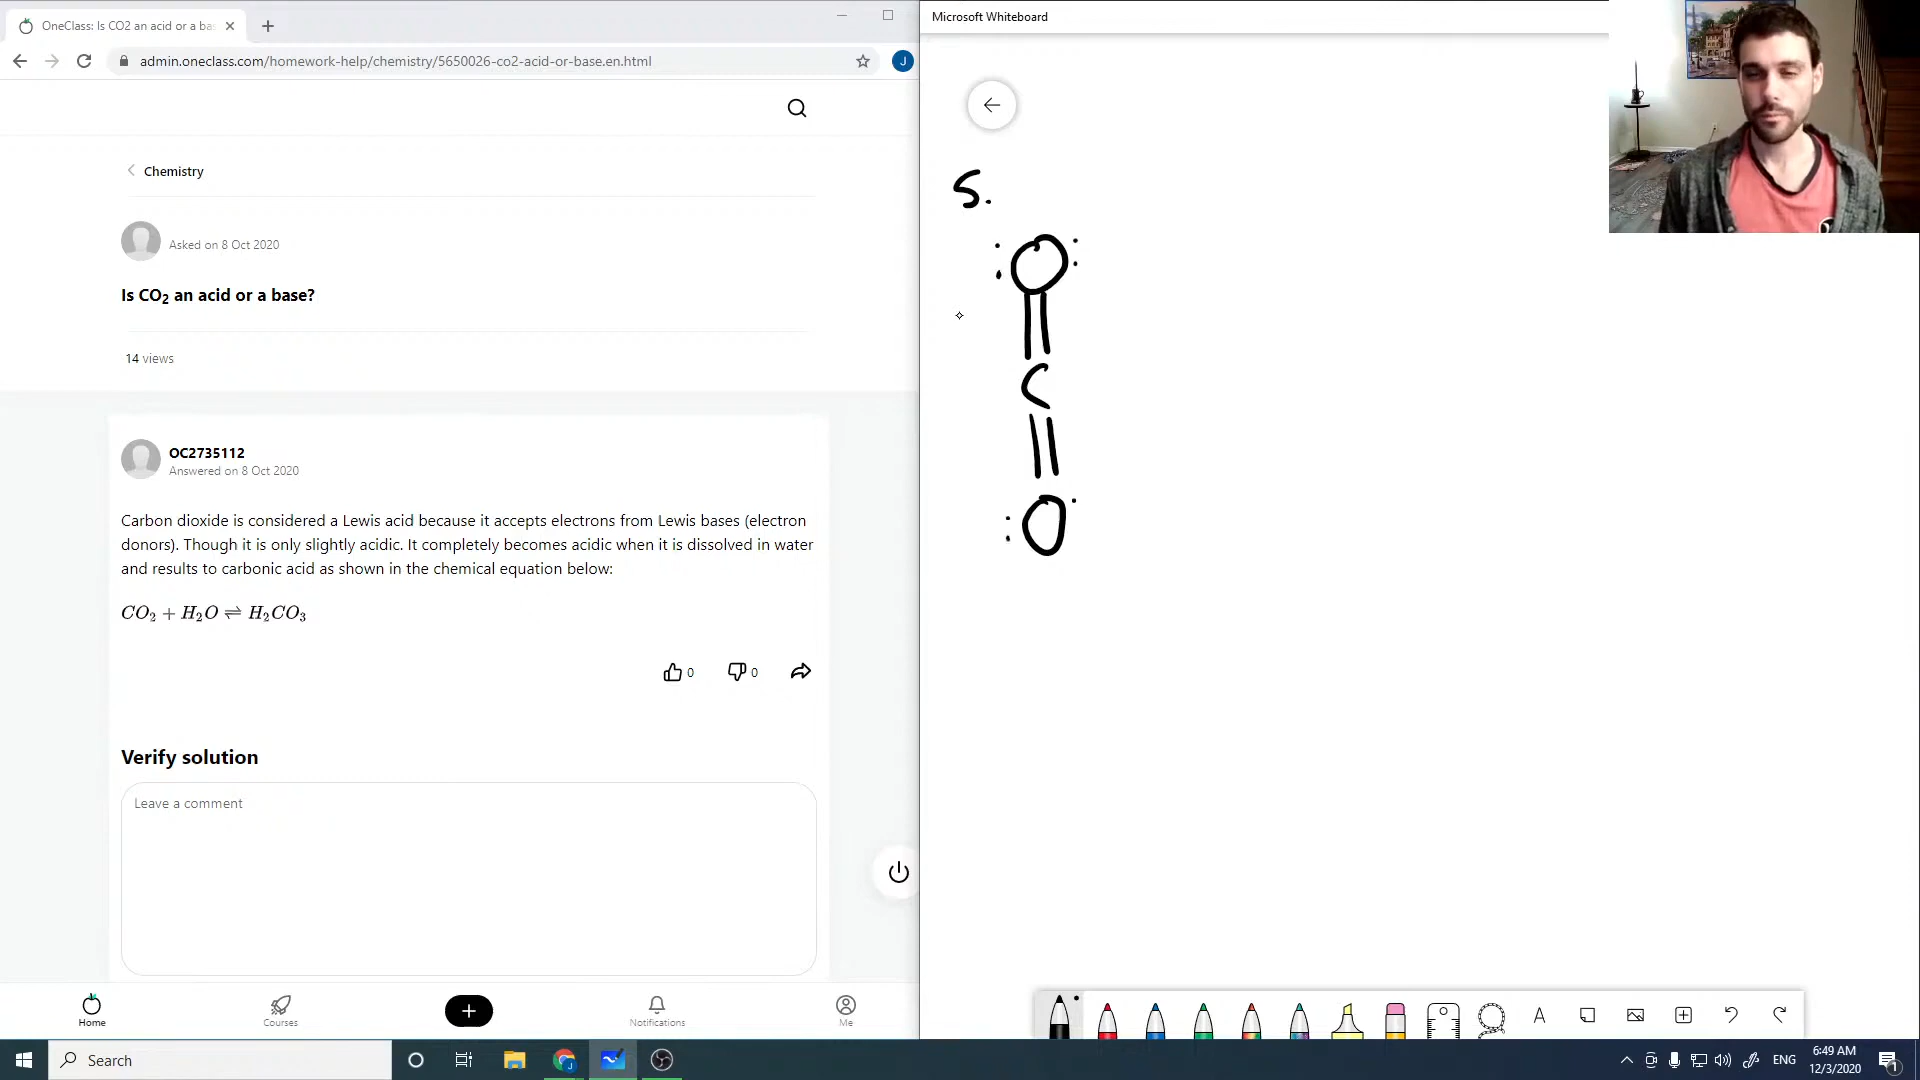 OneClass: Is CO2 an acid or a ba
admin.oneclass.com/homework-help/chemistry/5650026-co2-acid-or-base.en.html
J
Chemistry
Asked on 8 Oct 2020
Is CO₂ an acid or a base?
14 views
OC2735112
Answered on 8 Oct 2020
Carbon dioxide is considered a Lewis acid because it accepts electrons from Lewis bases (electron
donors). Though it is only slightly acidic. It completely becomes acidic when it is dissolved in water
and results to carbonic acid as shown in the chemical equation below:
CO₂ + H₂O ⇌ H₂CO₃
0 0
Verify solution
Leave a comment
Home Courses Notifications Me
Microsoft Whiteboard
5.
O
C
O
Search
ENG
6:49 AM
12/3/2020
1